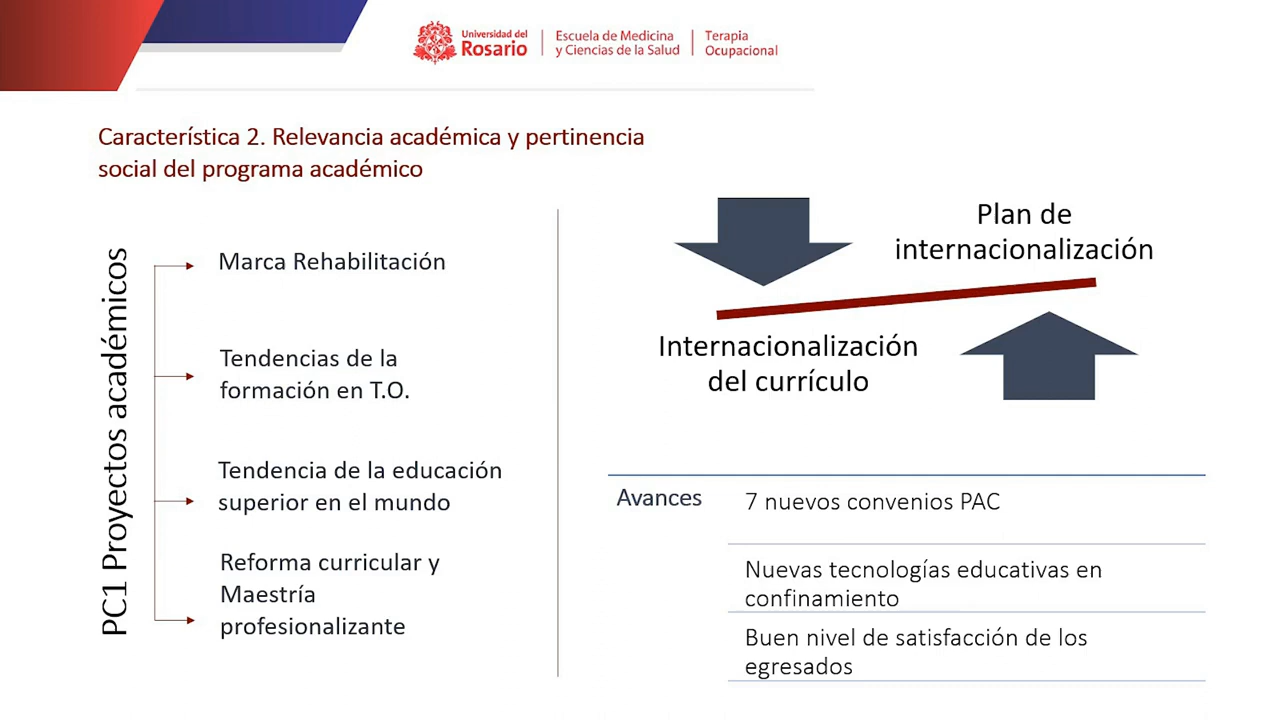 Universidad del
Rosario
Escuela de Medicina
y Ciencias de la Salud
Terapia
Ocupacional
Característica 2. Relevancia académica y pertinencia
social del programa académico
PC1 Proyectos académicos
Marca Rehabilitación
Tendencias de la
formación en T.O.
Tendencia de la educación
superior en el mundo
Reforma curricular y
Maestría
profesionalizante
Plan de
internacionalización
Internacionalización
del currículo
Avances
7 nuevos convenios PAC
Nuevas tecnologías educativas en
confinamiento
Buen nivel de satisfacción de los
egresados